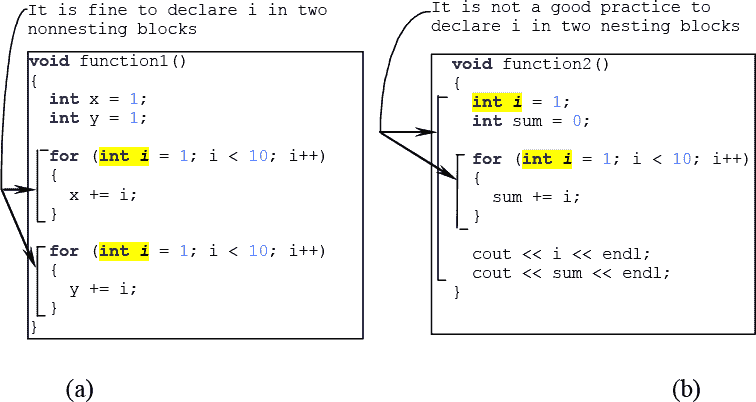 It is fine to declare i in two
nonnesting blocks
void function1()
{
int x = 1;
int y = 1;
for (int i = 1; i < 10; i++)
{
x += i;
}
for (int i = 1; i < 10; i++)
{
y += i;
}
}
(a)
It is not a good practice to
declare i in two nesting blocks
void function2()
{
int i = 1;
int sum = 0;
for (int i = 1; i < 10; i++)
{
sum += i;
}
cout << i << endl;
cout << sum << endl;
}
(b)